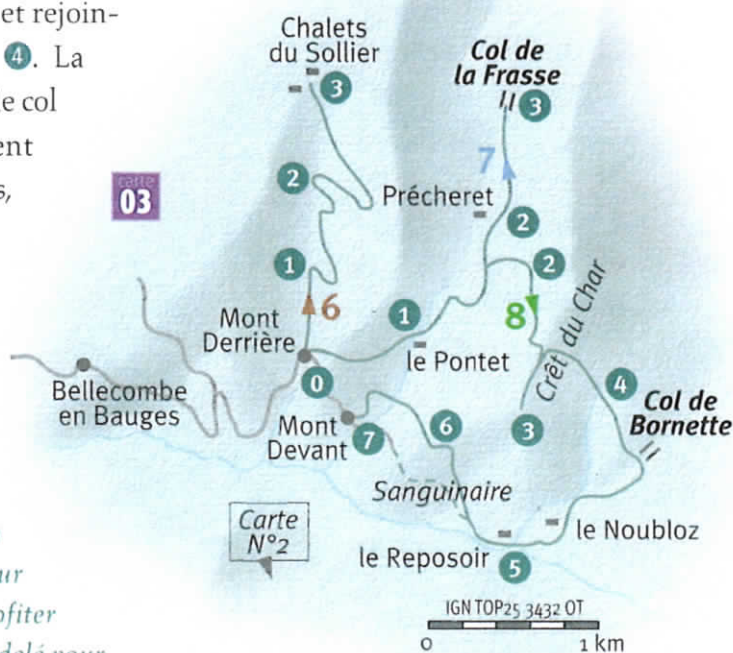 et rejoin-
4. La
e col
ent
s,
Chalets
du Sollier
3
Col de
la Frasse
3
7
carte
03
2
Précheret
2
1
2
6
8
Mont
Derrière
1
le Pontet
Crêt du Char
0
Bellecombe
en Bauges
4
Col de
Bornette
Mont
Devant
7
6
3
Sanguinaire
Carte
N°2
le Noubloz
le Reposoir
5
ur
ofiter
delé pour
IGN TOP25 3432 OT
0 1 km